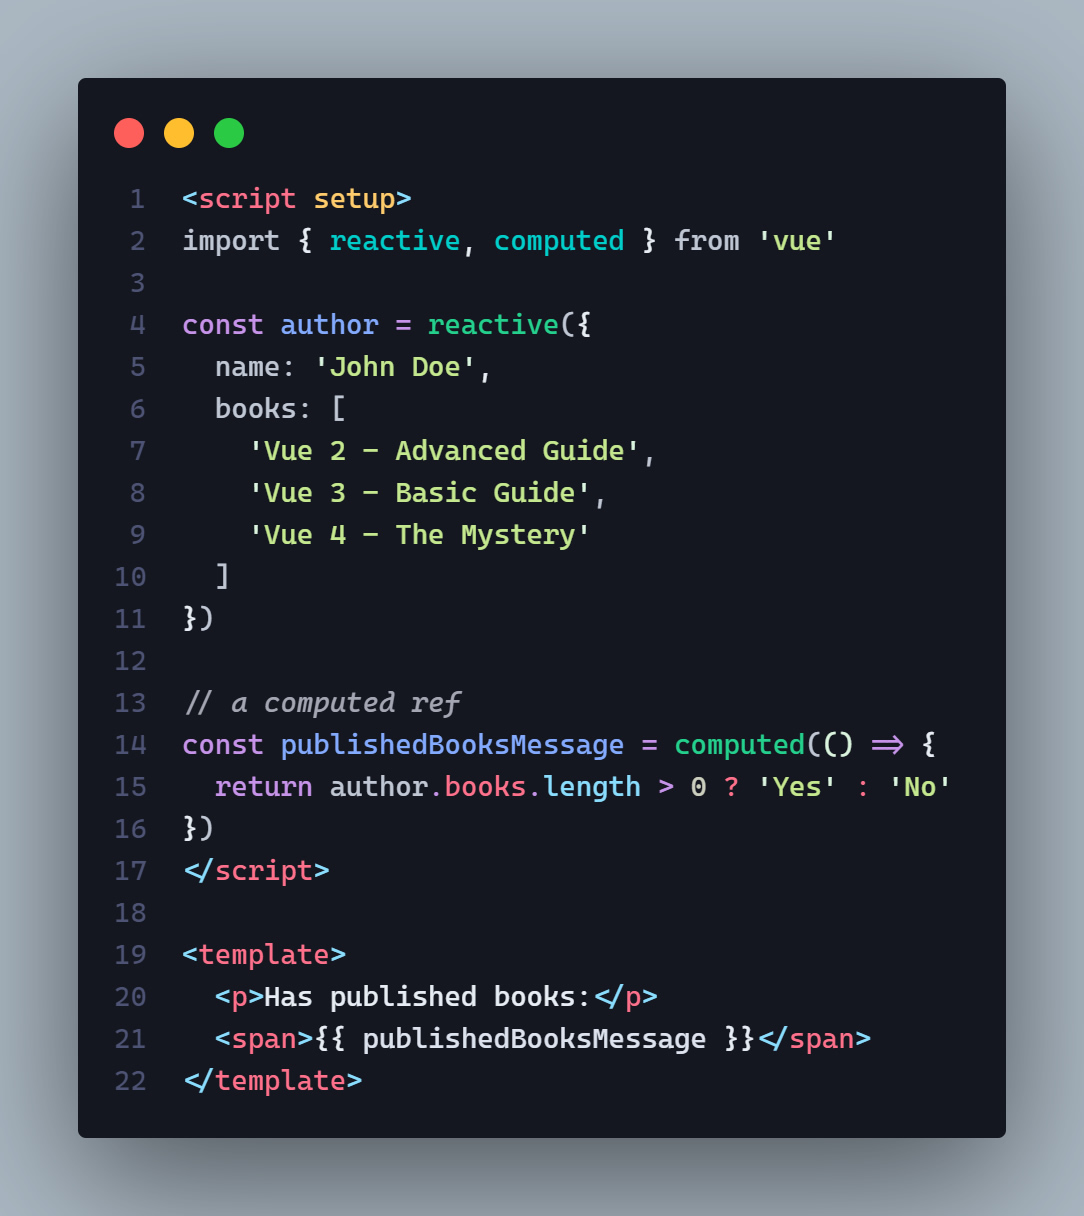 1 <script setup>
2 import { reactive, computed } from 'vue'
3
4 const author = reactive({
5   name: 'John Doe',
6   books: [
7     'Vue 2 - Advanced Guide',
8     'Vue 3 - Basic Guide',
9     'Vue 4 - The Mystery'
10   ]
11 })
12
13 // a computed ref
14 const publishedBooksMessage = computed(() => {
15   return author.books.length > 0 ? 'Yes' : 'No'
16 })
17 </script>
18
19 <template>
20   <p>Has published books:</p>
21   <span>{{ publishedBooksMessage }}</span>
22 </template>